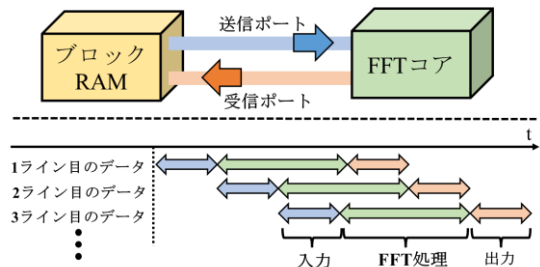 送信ポート
ブロック
RAM
FFTコア
受信ポート
t
1ライン目のデータ
2ライン目のデータ
3ライン目のデータ
入力
FFT処理
出力